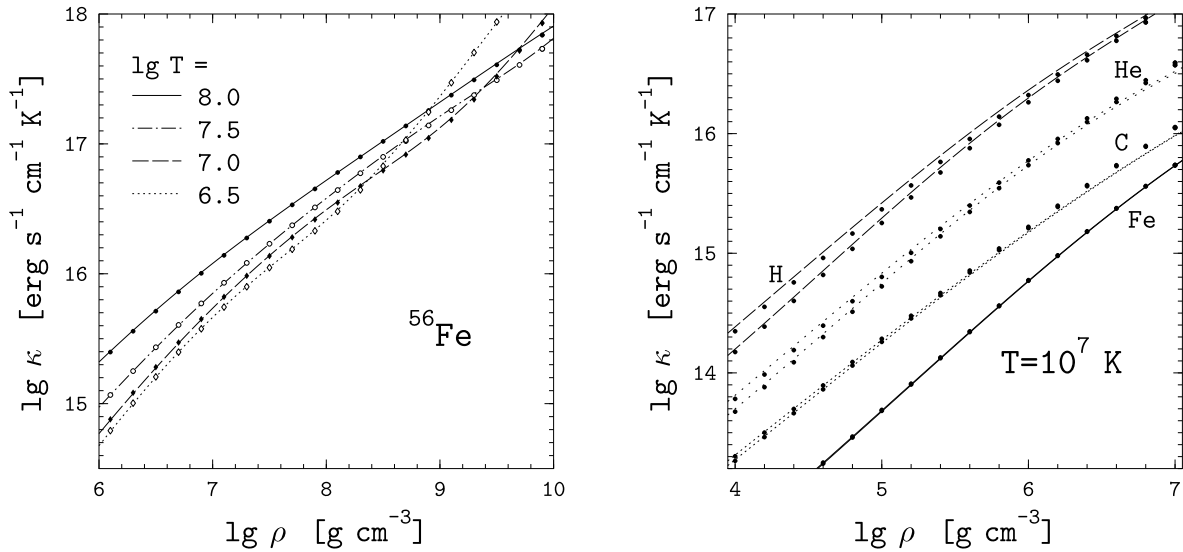 18
17
16
15
6
7
8
9
10
lg κ [erg s⁻¹ cm⁻¹ K⁻¹]
lg ρ [g cm⁻³]
lg T =
8.0
7.5
7.0
6.5
⁵⁶Fe
17
16
15
14
4
5
6
7
lg κ [erg s⁻¹ cm⁻¹ K⁻¹]
lg ρ [g cm⁻³]
He
C
Fe
H
T=10⁷ K